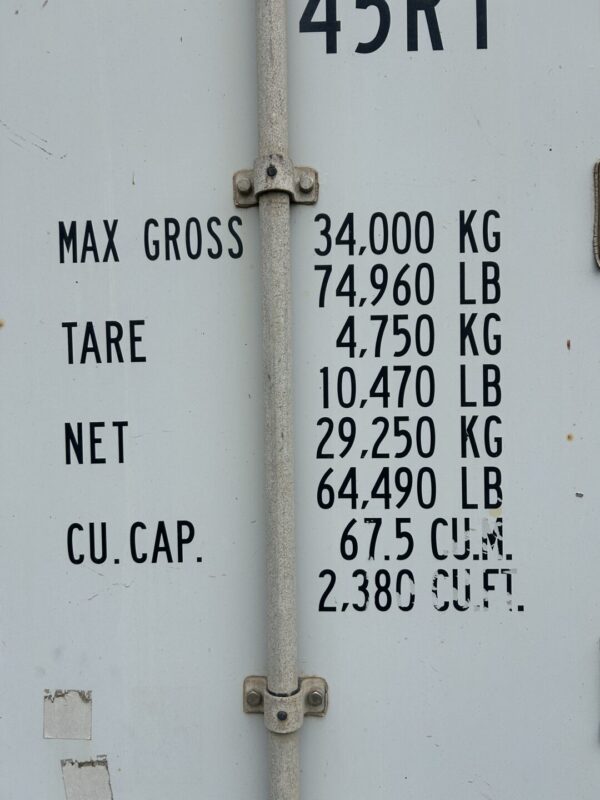 45R1
MAX GROSS 34,000 KG
74,960 LB
TARE 4,750 KG
10,470 LB
NET 29,250 KG
64,490 LB
CU.CAP. 67.5 CU.M.
2,380 CU.FT.